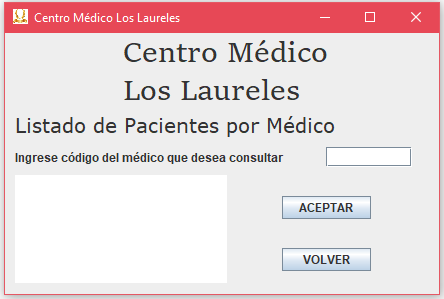 Centro Médico Los Laureles
Centro Médico
Los Laureles
Listado de Pacientes por Médico
Ingrese código del médico que desea consultar
ACEPTAR
VOLVER